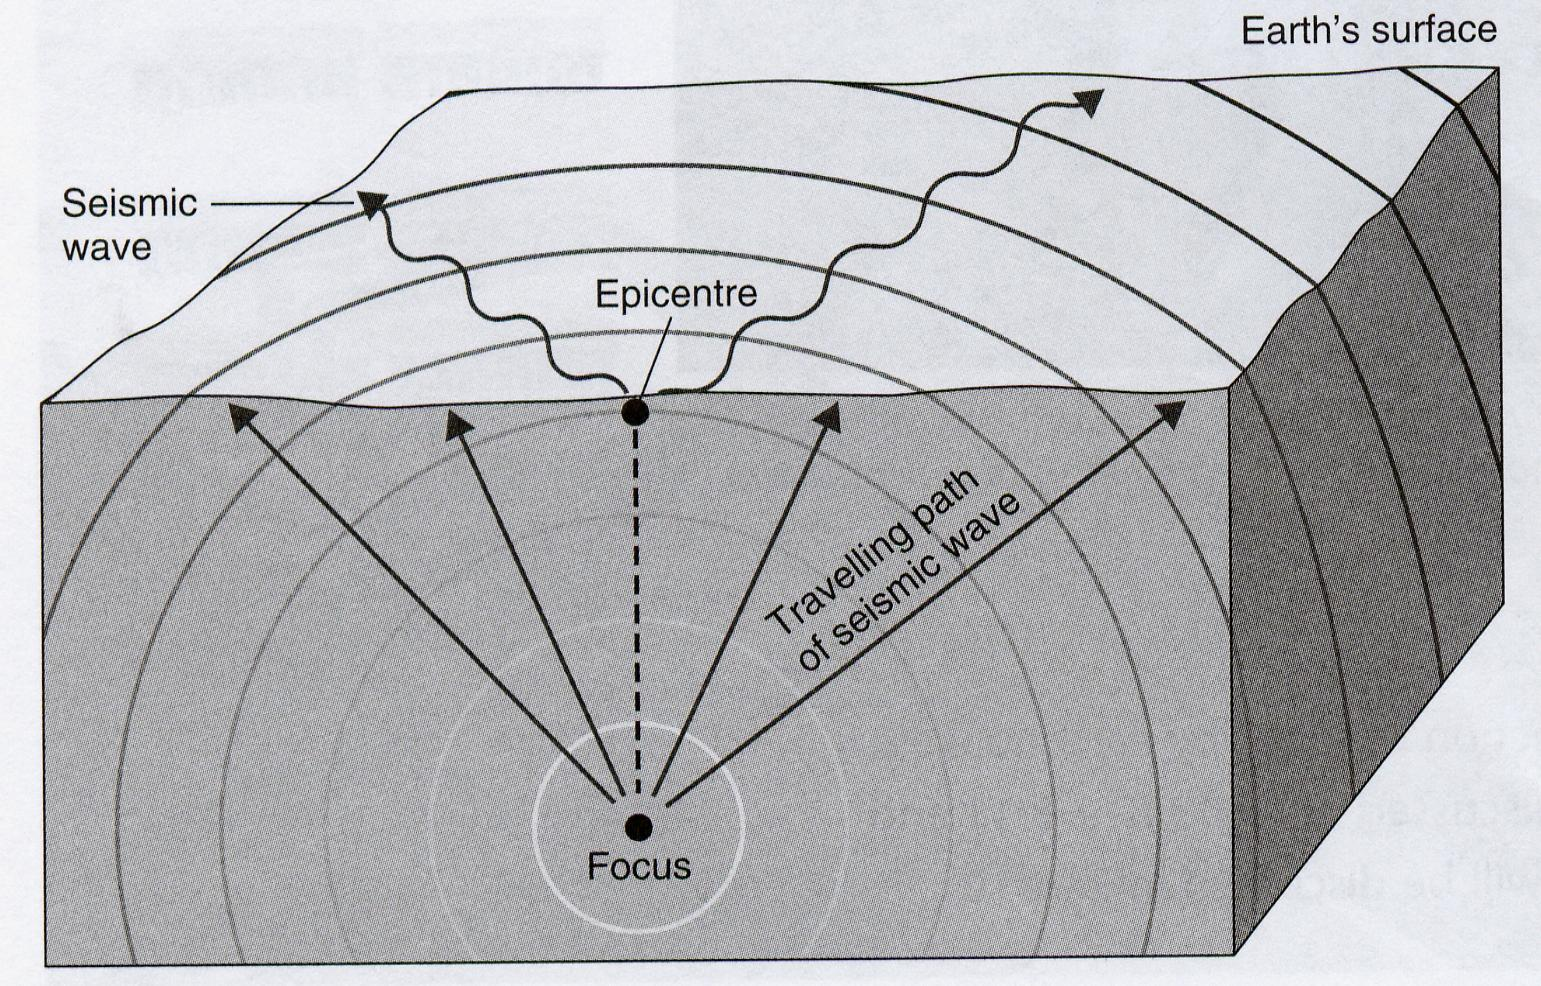 Earth's surface
Seismic
wave
Epicentre
Travelling path
of seismic wave
Focus